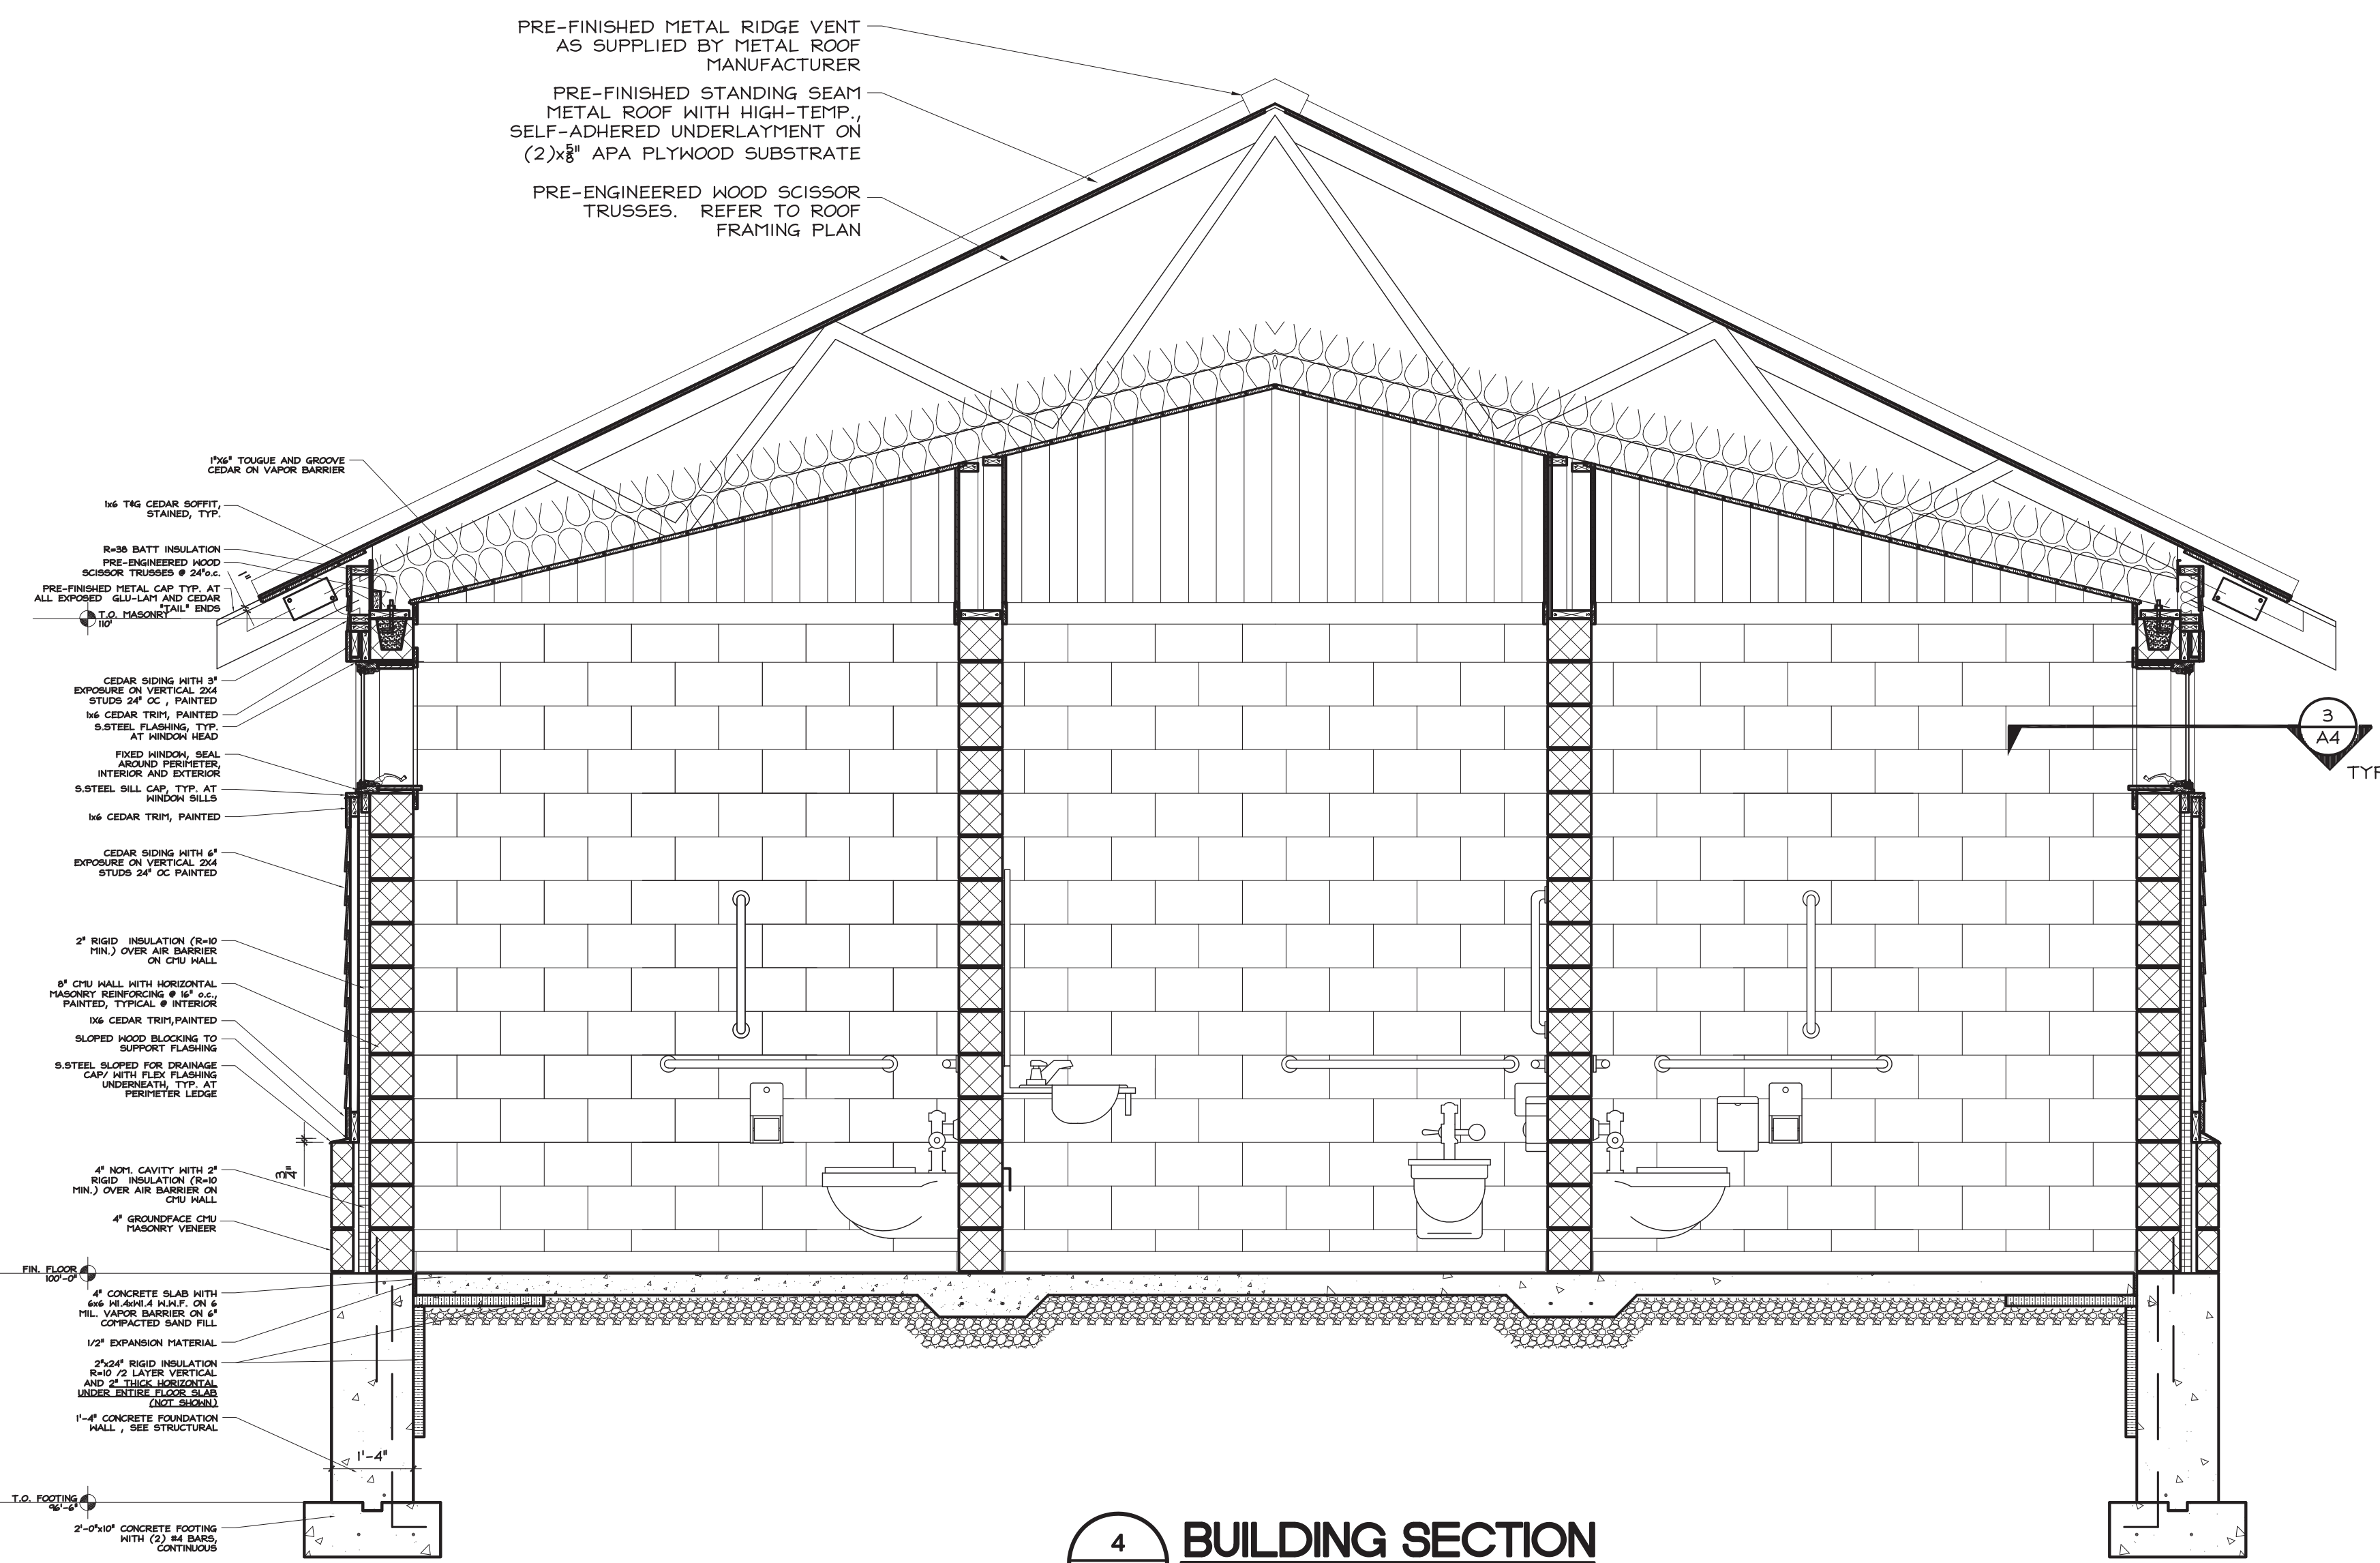 PRE-FINISHED METAL RIDGE VENT
AS SUPPLIED BY METAL ROOF
MANUFACTURER
PRE-FINISHED STANDING SEAM
METAL ROOF WITH HIGH-TEMP.,
SELF-ADHERED UNDERLAYMENT ON
(2)x5/8" APA PLYWOOD SUBSTRATE
PRE-ENGINEERED WOOD SCISSOR
TRUSSES. REFER TO ROOF
FRAMING PLAN
1"X6" TOUGUE AND GROOVE
CEDAR ON VAPOR BARRIER
1x6 T&G CEDAR SOFFIT,
STAINED, TYP.
R=38 BATT INSULATION
PRE-ENGINEERED WOOD
SCISSOR TRUSSES @ 24"o.c.
1"
PRE-FINISHED METAL CAP TYP. AT
ALL EXPOSED GLU-LAM AND CEDAR
"TAIL" ENDS
T.O. MASONRY
110'
CEDAR SIDING WITH 3"
EXPOSURE ON VERTICAL 2X4
STUDS 24" OC , PAINTED
1x6 CEDAR TRIM, PAINTED
S.STEEL FLASHING, TYP.
AT WINDOW HEAD
FIXED WINDOW, SEAL
AROUND PERIMETER,
INTERIOR AND EXTERIOR
S.STEEL SILL CAP, TYP. AT
WINDOW SILLS
1x6 CEDAR TRIM, PAINTED
3
A4
TYP
CEDAR SIDING WITH 6"
EXPOSURE ON VERTICAL 2X4
STUDS 24" OC PAINTED
2" RIGID INSULATION (R=10
MIN.) OVER AIR BARRIER
ON CMU WALL
8" CMU WALL WITH HORIZONTAL
MASONRY REINFORCING @ 16" o.c.,
PAINTED, TYPICAL @ INTERIOR
1X6 CEDAR TRIM,PAINTED
SLOPED WOOD BLOCKING TO
SUPPORT FLASHING
S.STEEL SLOPED FOR DRAINAGE
CAP/ WITH FLEX FLASHING
UNDERNEATH, TYP. AT
PERIMETER LEDGE
3/4"
4" NOM. CAVITY WITH 2"
RIGID INSULATION (R=10
MIN.) OVER AIR BARRIER ON
CMU WALL
4" GROUNDFACE CMU
MASONRY VENEER
FIN. FLOOR
100'-0"
4" CONCRETE SLAB WITH
6x6 W1.4xW1.4 W.W.F. ON 6
MIL. VAPOR BARRIER ON 6"
COMPACTED SAND FILL
1/2" EXPANSION MATERIAL
2"x24" RIGID INSULATION
R=10 /2 LAYER VERTICAL
AND 2" THICK HORIZONTAL
UNDER ENTIRE FLOOR SLAB
(NOT SHOWN)
1'-4" CONCRETE FOUNDATION
WALL , SEE STRUCTURAL
1'-4"
T.O. FOOTING
96'-6"
2'-0"x10" CONCRETE FOOTING
WITH (2) #4 BARS,
CONTINUOUS
4
BUILDING SECTION